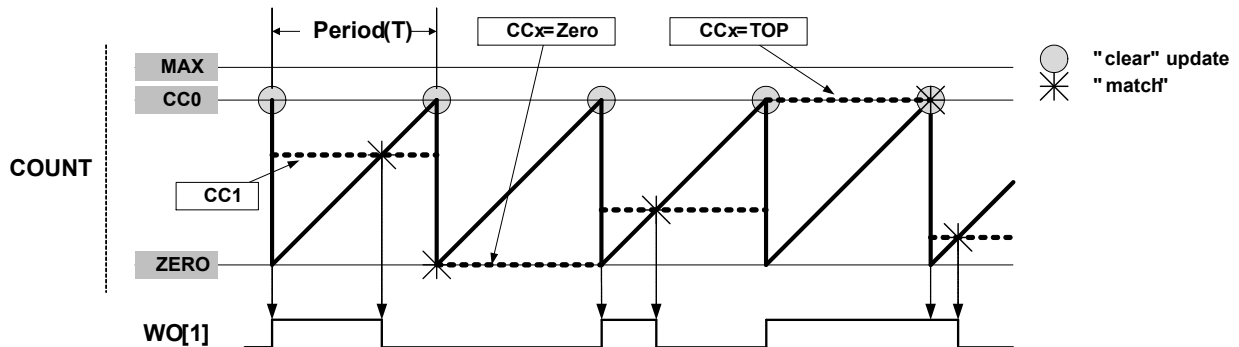 Period(T)
CCx=Zero
CCx=TOP
"clear" update
"match"
MAX
CC0
COUNT
CC1
ZERO
WO[1]